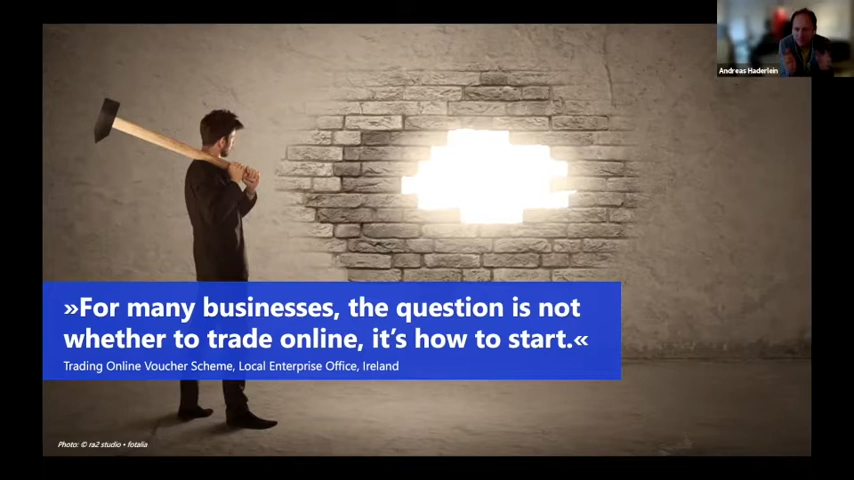 Andreas Haderlein
»For many businesses, the question is not
whether to trade online, it’s how to start.«
Trading Online Voucher Scheme, Local Enterprise Office, Ireland
Photo: © ra2 studio • fotalia